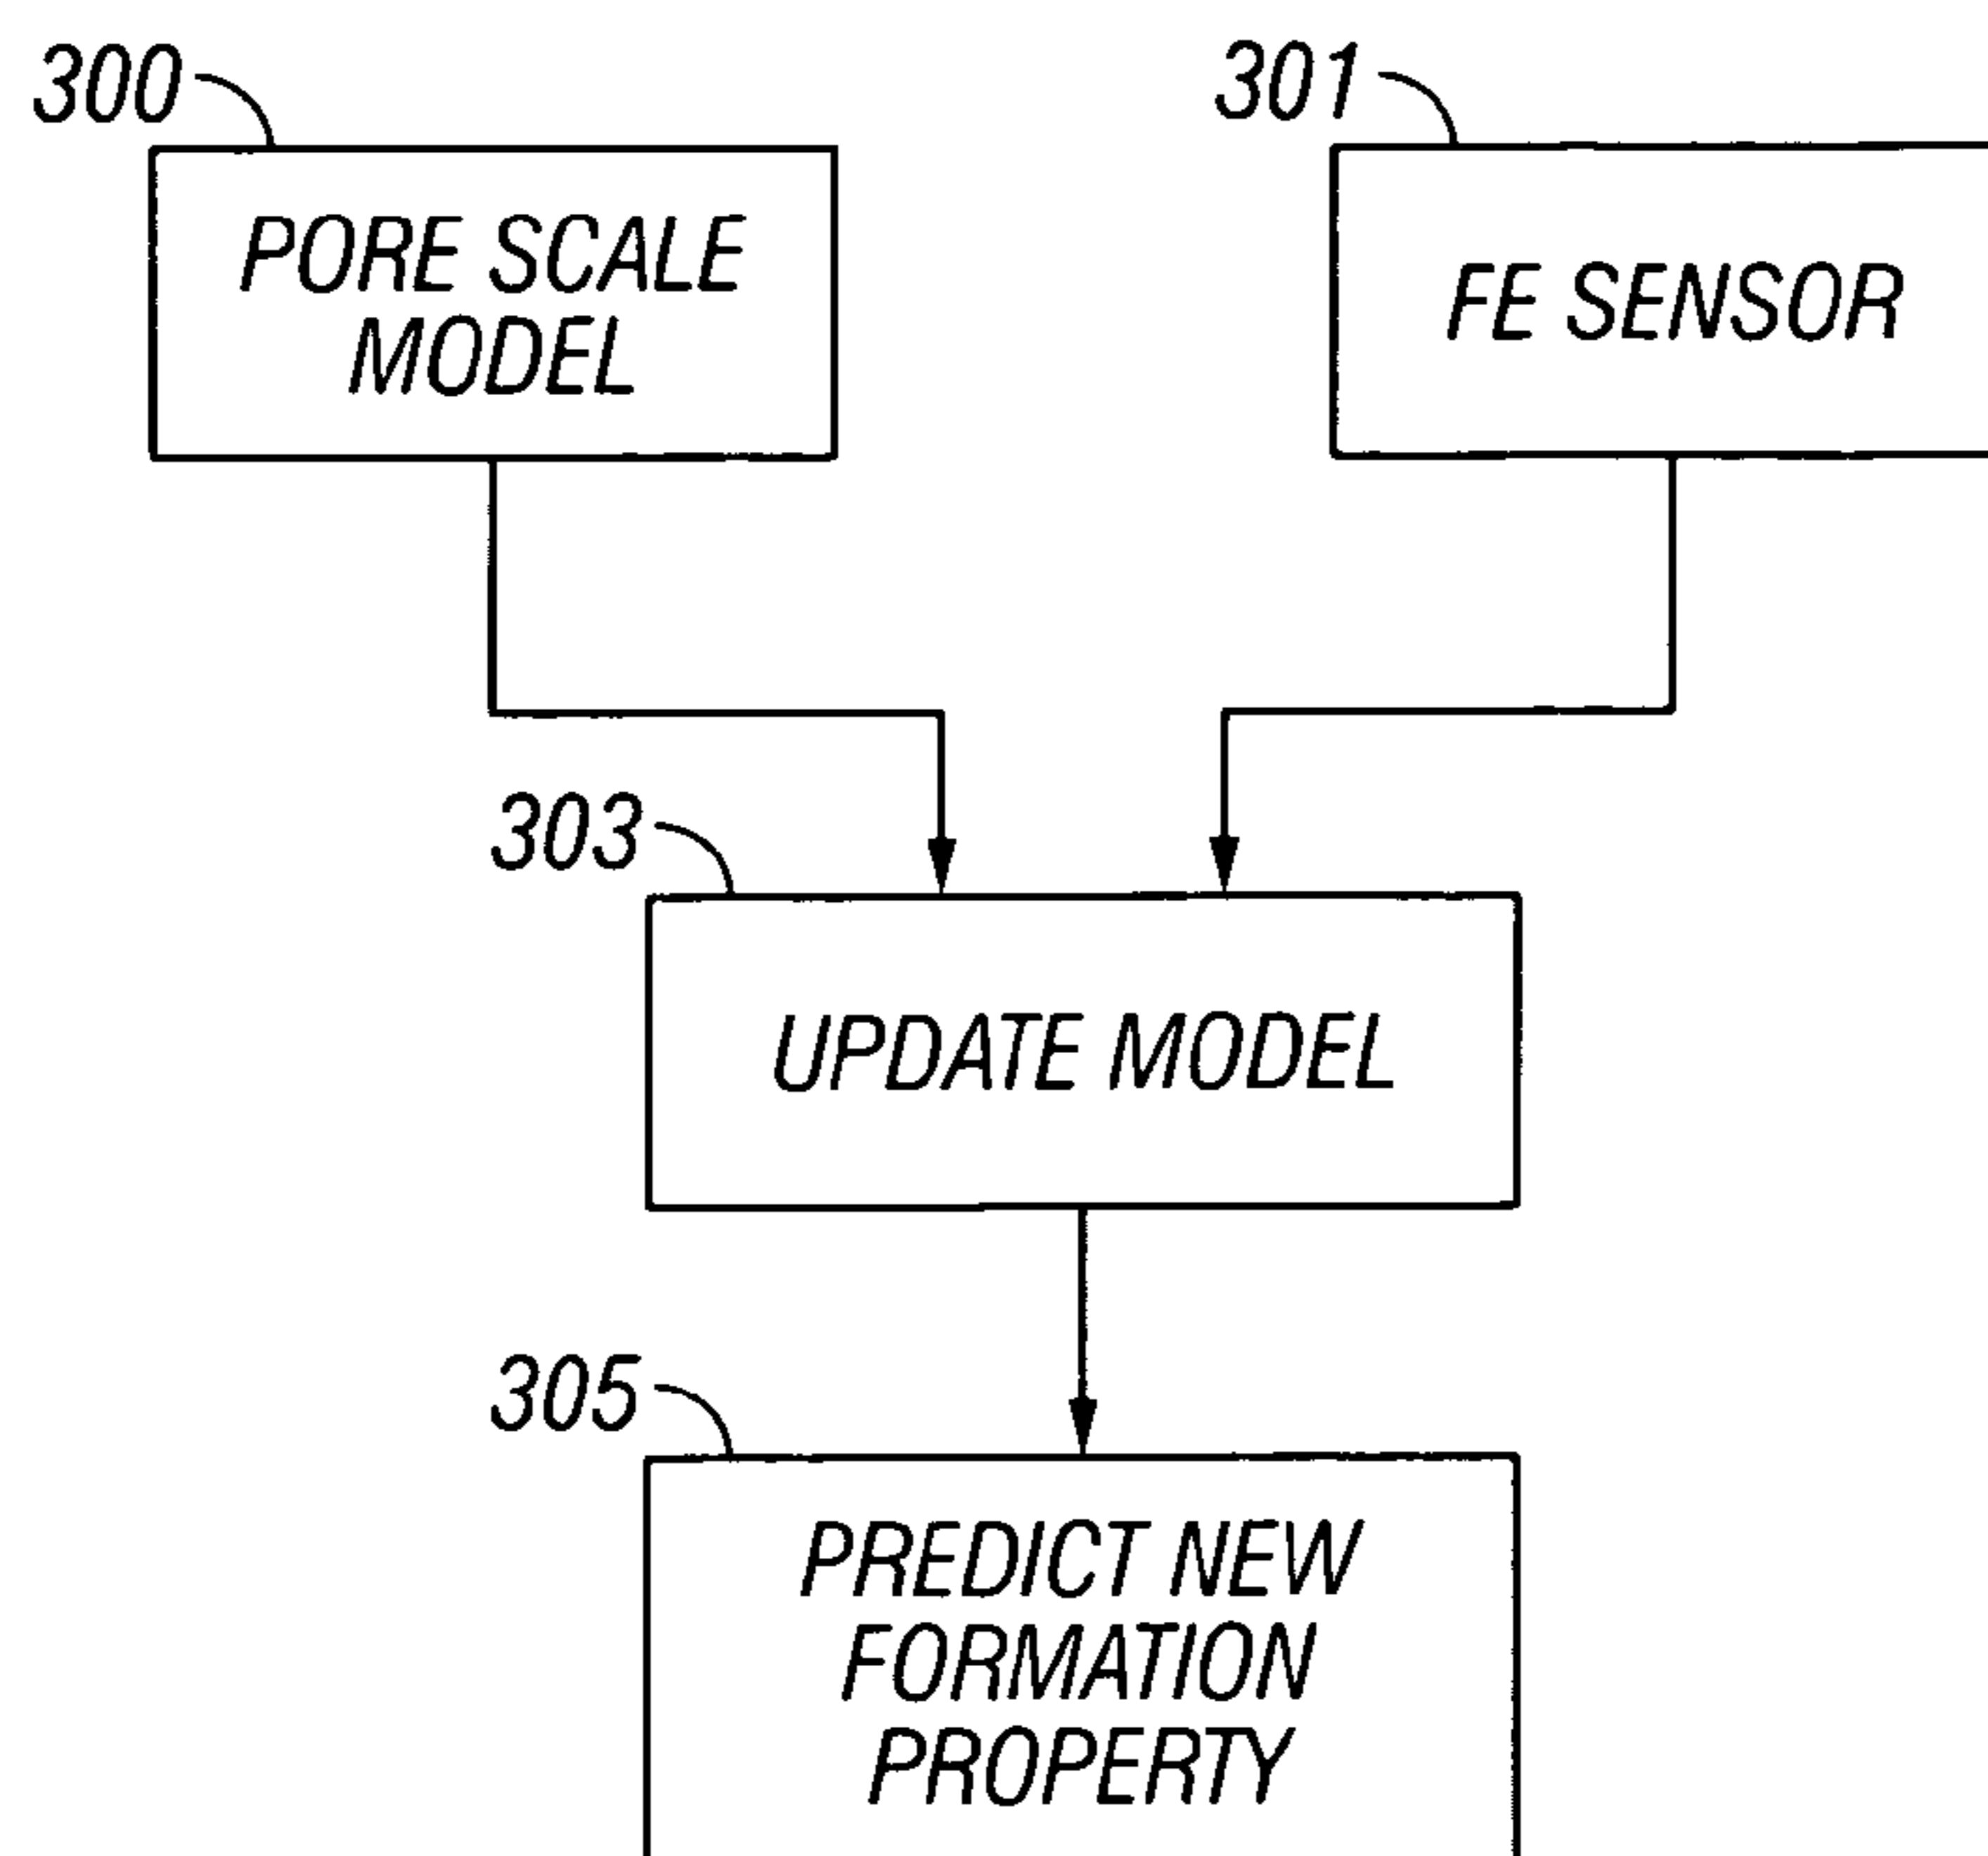 300
301
PORE SCALE
MODEL
FE SENSOR
303
UPDATE MODEL
305
PREDICT NEW
FORMATION
PROPERTY